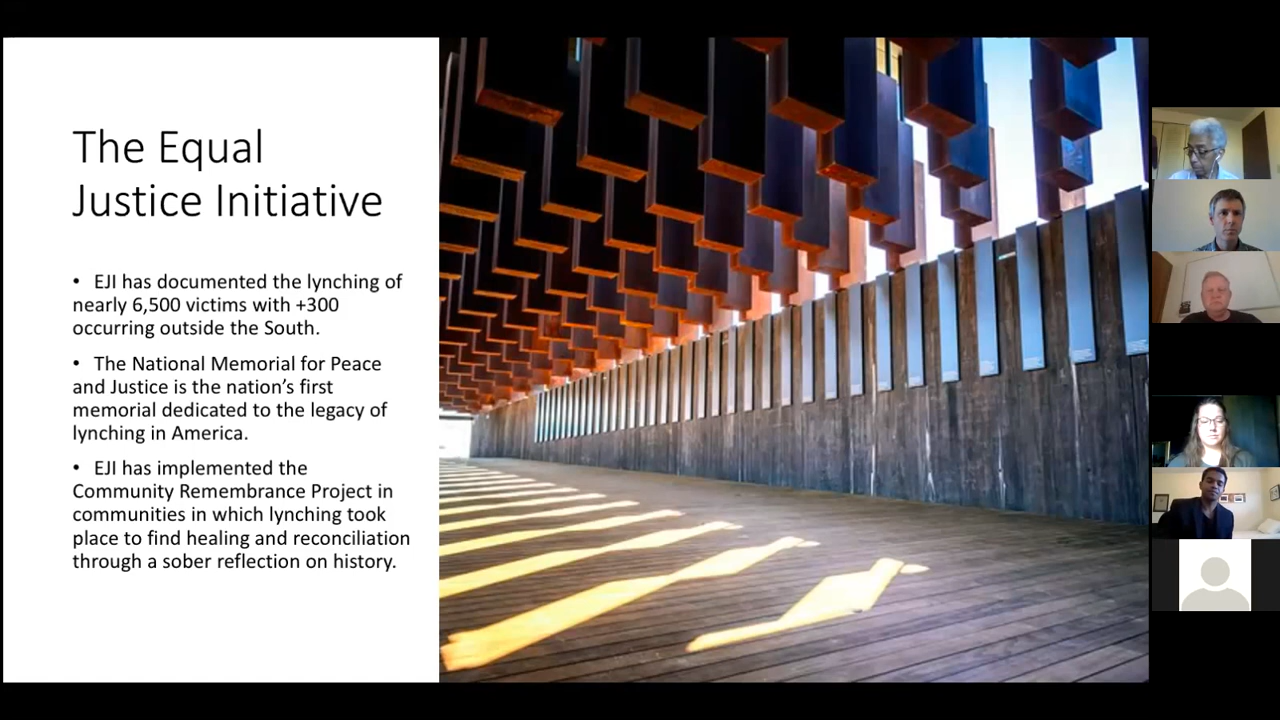 The Equal
Justice Initiative
• EJI has documented the lynching of
nearly 6,500 victims with +300
occurring outside the South.
• The National Memorial for Peace
and Justice is the nation's first
memorial dedicated to the legacy of
lynching in America.
• EJI has implemented the
Community Remembrance Project in
communities in which lynching took
place to find healing and reconciliation
through a sober reflection on history.